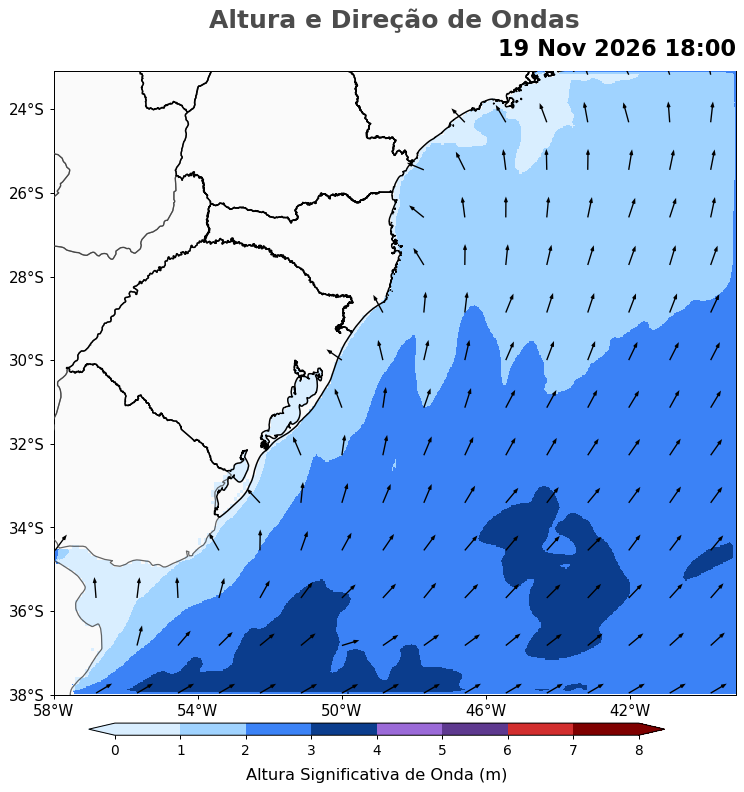 Altura e Direção de Ondas
19 Nov 2026 18:00
24°S
26°S
28°S
30°S
32°S
34°S
36°S
38°S
58°W 54°W 50°W 46°W 42°W
0 1 2 3 4 5 6 7 8
Altura Significativa de Onda (m)